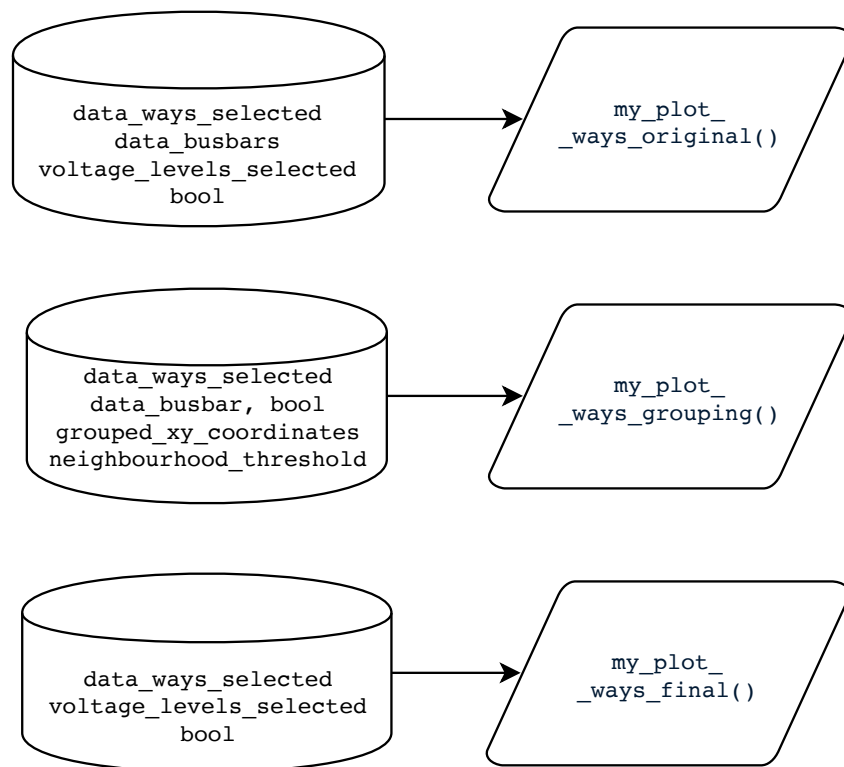 data_ways_selected
data_busbars
voltage_levels_selected
bool
my_plot_
_ways_original()
data_ways_selected
data_busbar, bool
grouped_xy_coordinates
neighbourhood_threshold
my_plot_
_ways_grouping()
data_ways_selected
voltage_levels_selected
bool
my_plot_
_ways_final()